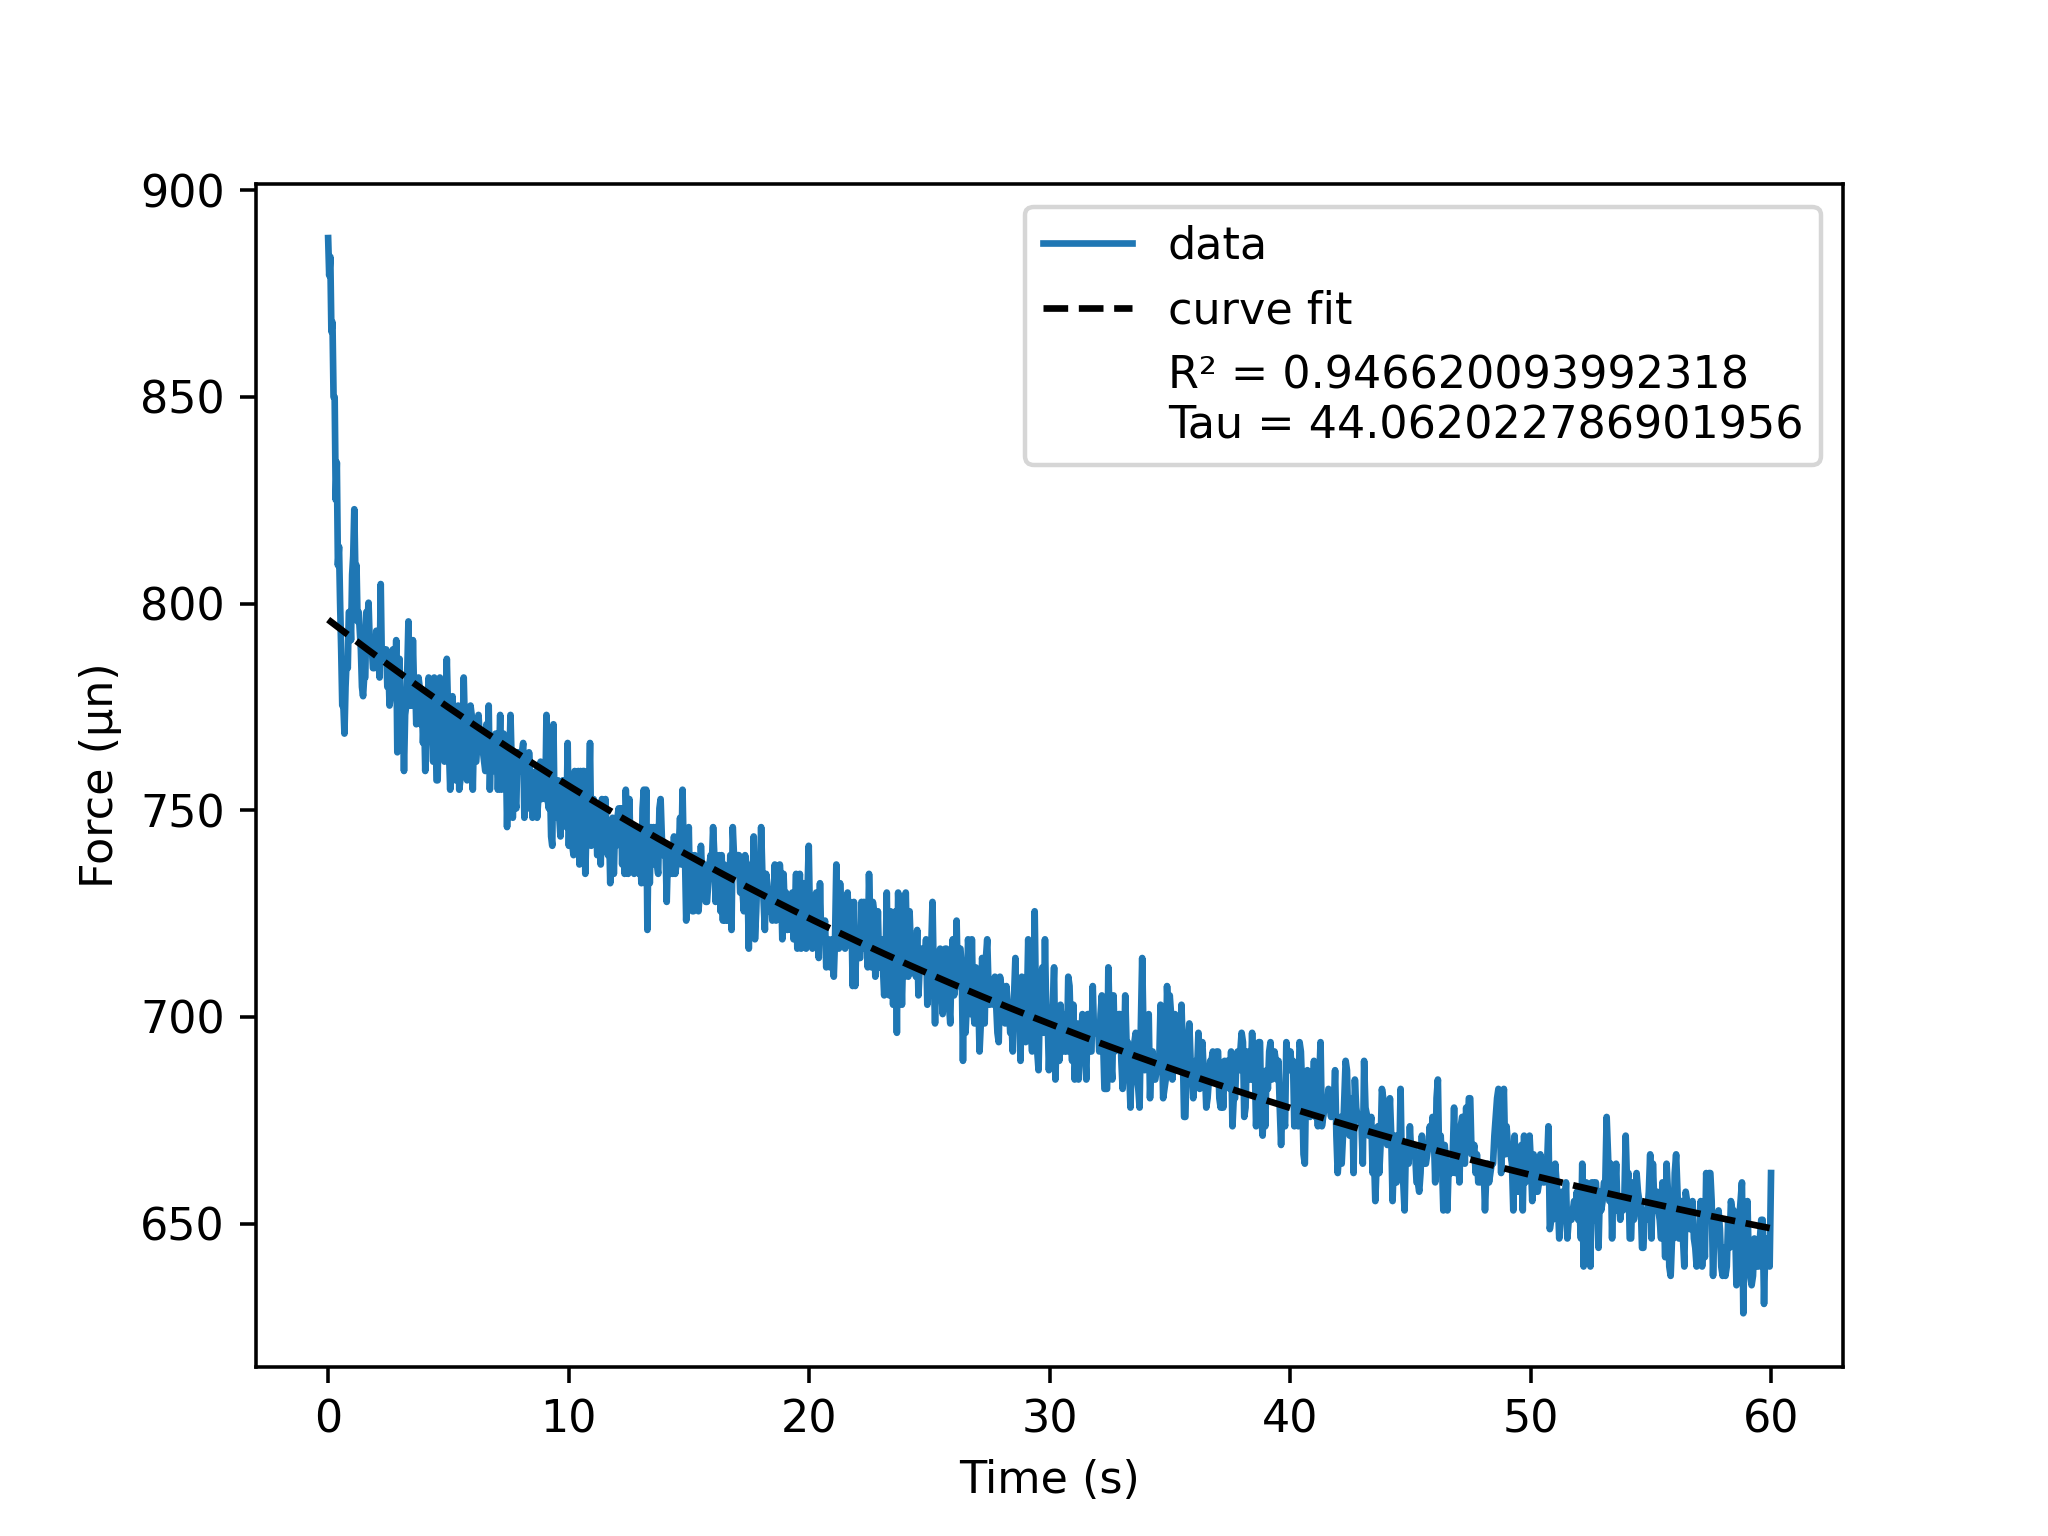 900
850
800
750
700
650
Force (µn)
data
curve fit
R² = 0.946620093992318
Tau = 44.062022786901956
0 10 20 30 40 50 60
Time (s)